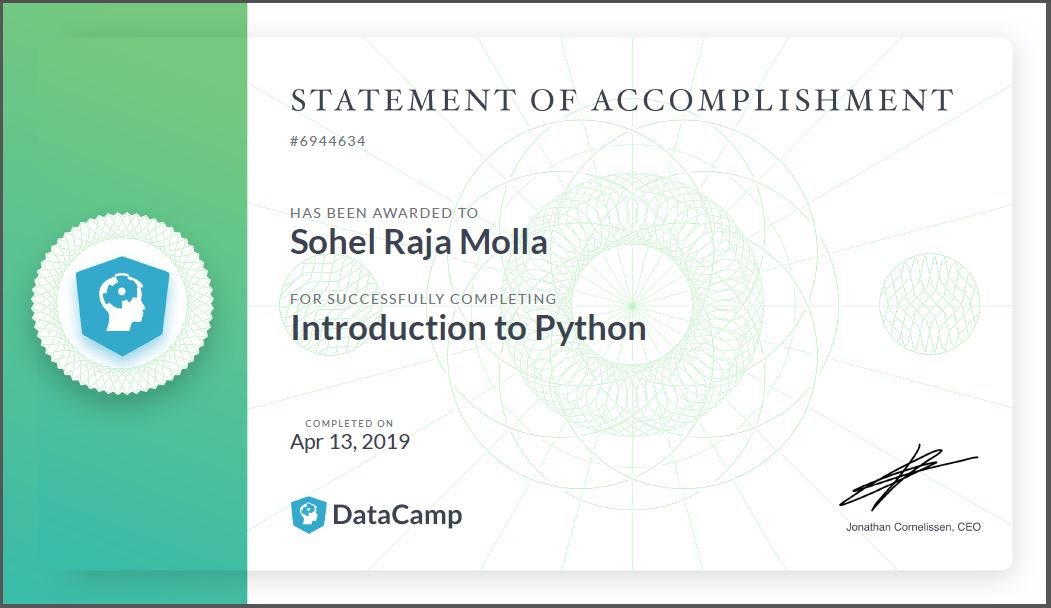 STATEMENT OF ACCOMPLISHMENT
#6944634
HAS BEEN AWARDED TO
Sohel Raja Molla
FOR SUCCESSFULLY COMPLETING
Introduction to Python
COMPLETED ON
Apr 13, 2019
DataCamp
Jonathan Cornelissen, CEO